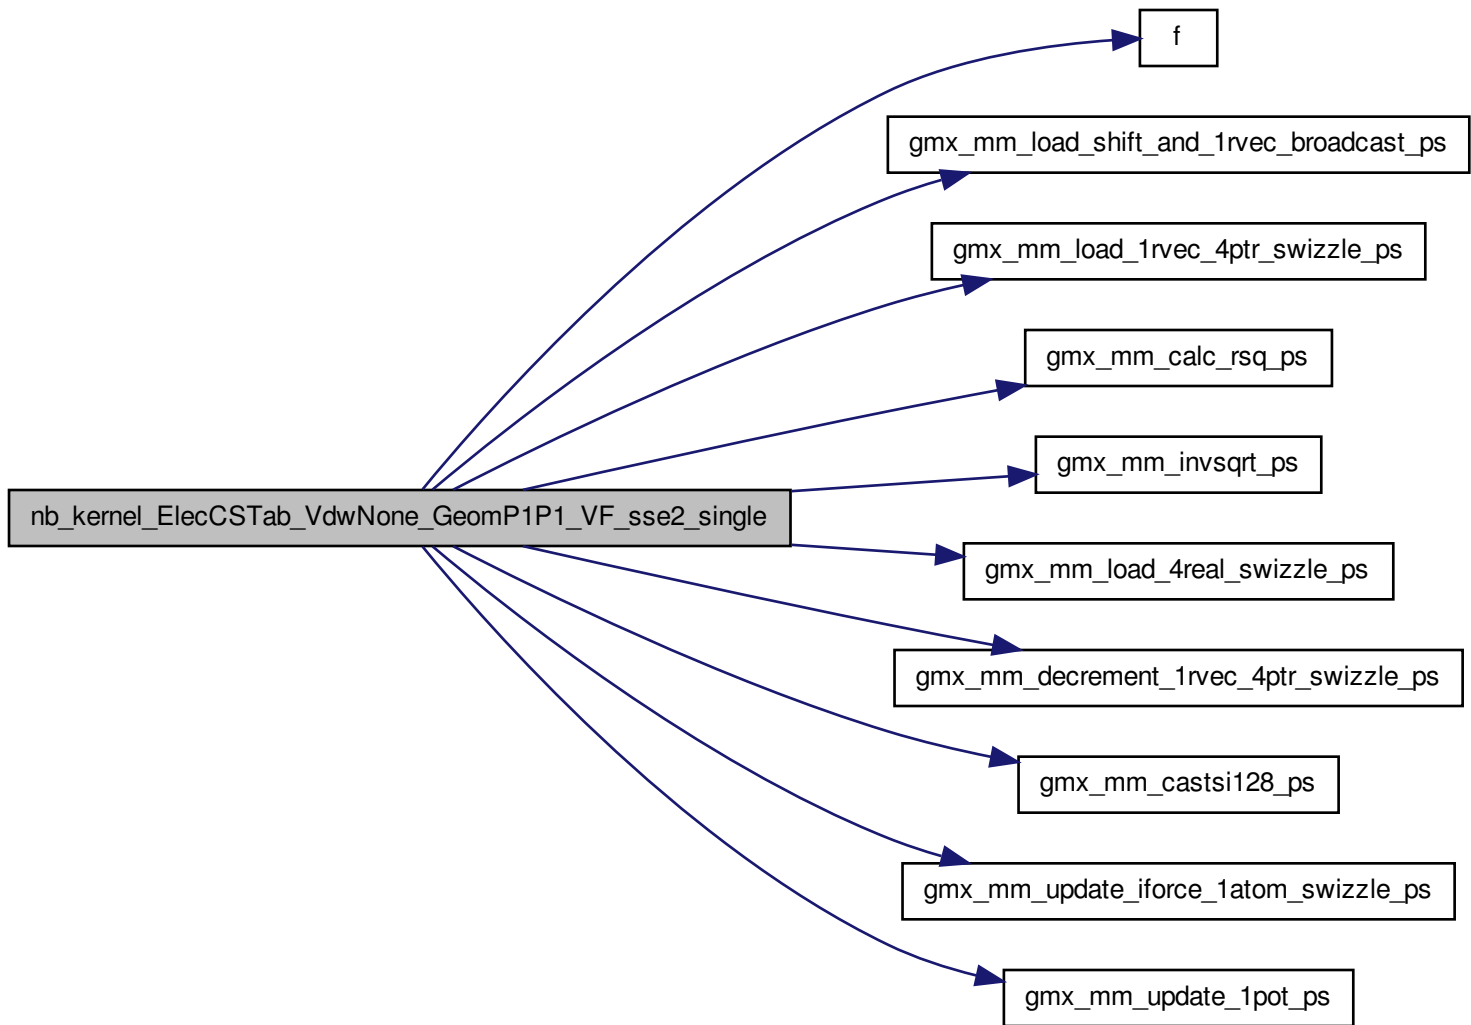 f
gmx_mm_load_shift_and_1rvec_broadcast_ps
gmx_mm_load_1rvec_4ptr_swizzle_ps
gmx_mm_calc_rsq_ps
gmx_mm_invsqrt_ps
nb_kernel_ElecCSTab_VdwNone_GeomP1P1_VF_sse2_single
gmx_mm_load_4real_swizzle_ps
gmx_mm_decrement_1rvec_4ptr_swizzle_ps
gmx_mm_castsi128_ps
gmx_mm_update_iforce_1atom_swizzle_ps
gmx_mm_update_1pot_ps